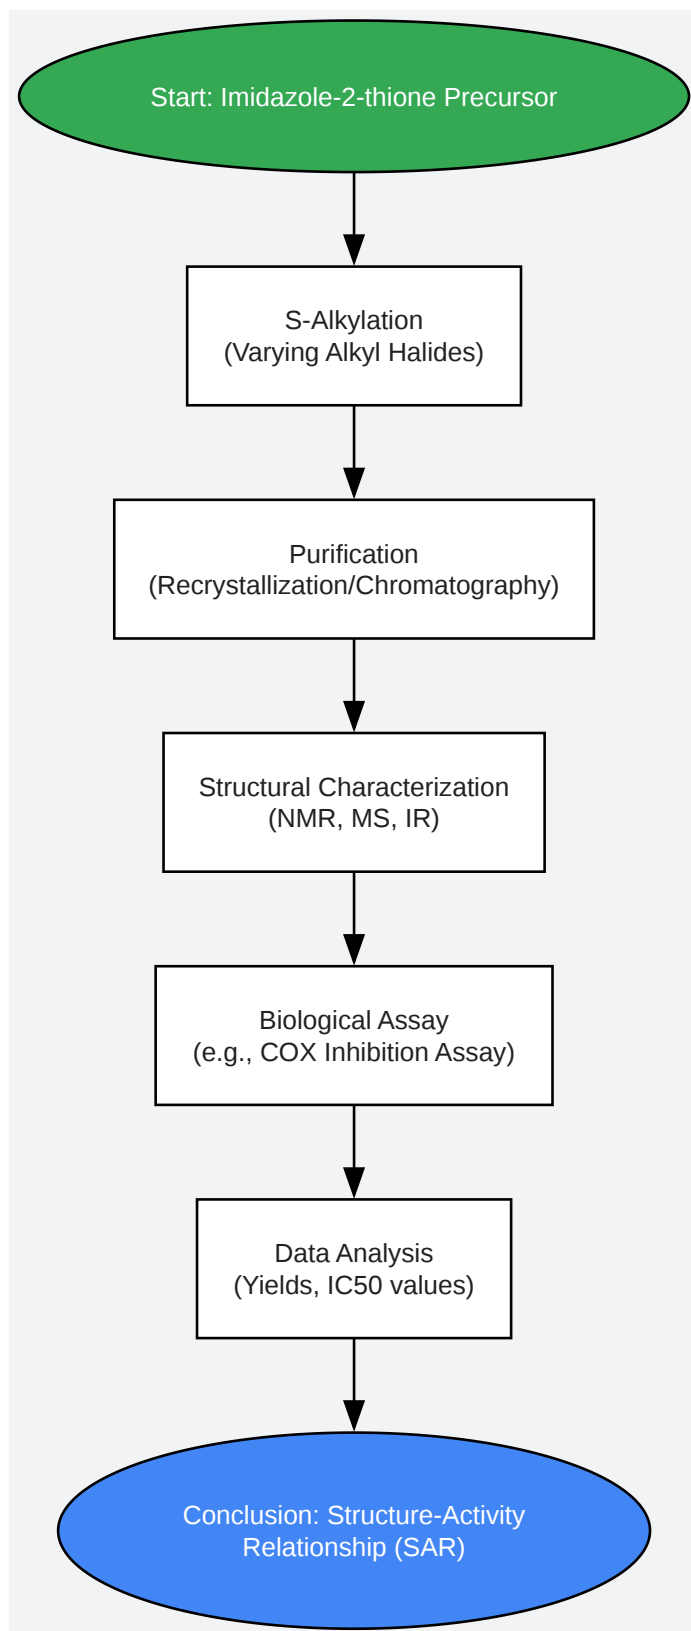 Start: Imidazole-2-thione Precursor
S-Alkylation
(Varying Alkyl Halides)
Purification
(Recrystallization/Chromatography)
Structural Characterization
(NMR, MS, IR)
Biological Assay
(e.g., COX Inhibition Assay)
Data Analysis
(Yields, IC50 values)
Conclusion: Structure-Activity
Relationship (SAR)